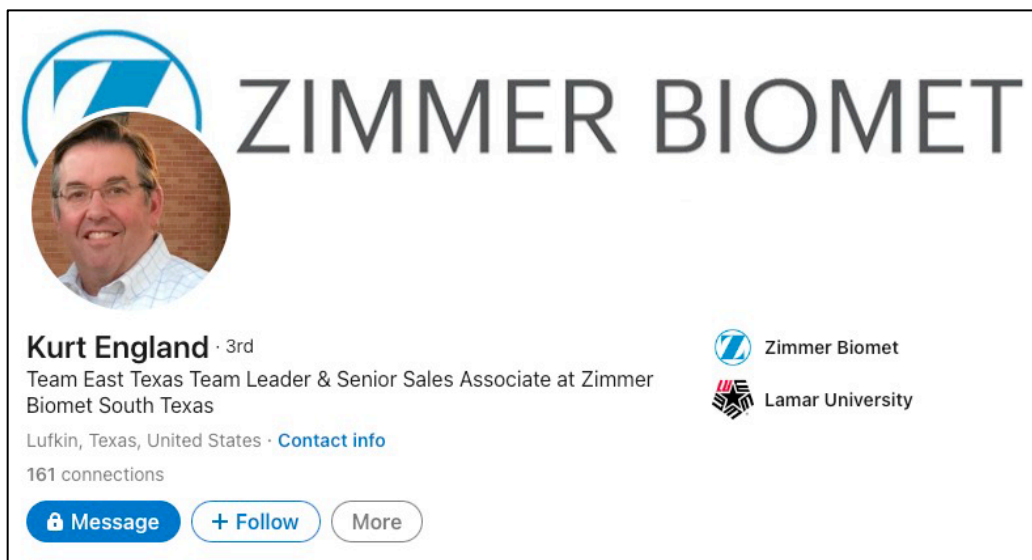 ZIMMER BIOMET
Kurt England · 3rd
Team East Texas Team Leader & Senior Sales Associate at Zimmer
Biomet South Texas
Lufkin, Texas, United States · Contact info
161 connections
Message
+ Follow
More
Zimmer Biomet
Lamar University